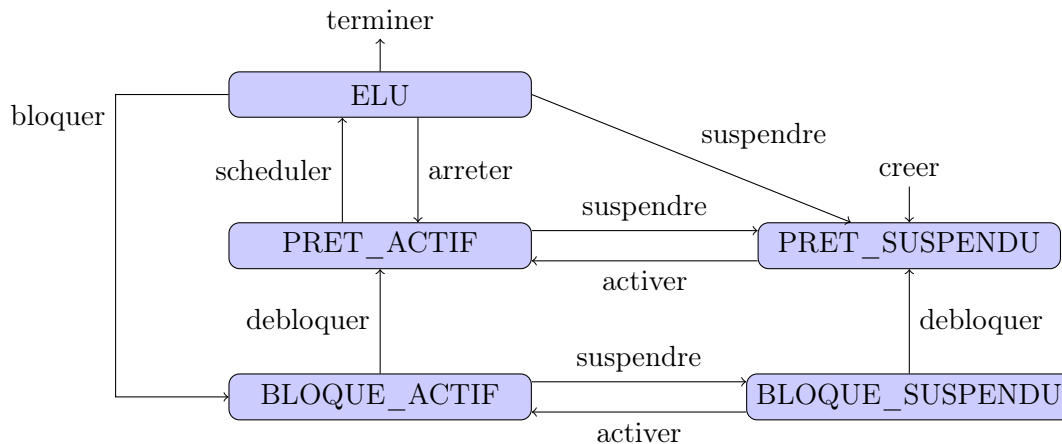 terminer
ELU
bloquer
suspendre
creer
scheduler
arreter
suspendre
PRET_ACTIF
PRET_SUSPENDU
activer
debloquer
debloquer
suspendre
BLOQUE_ACTIF
BLOQUE_SUSPENDU
activer